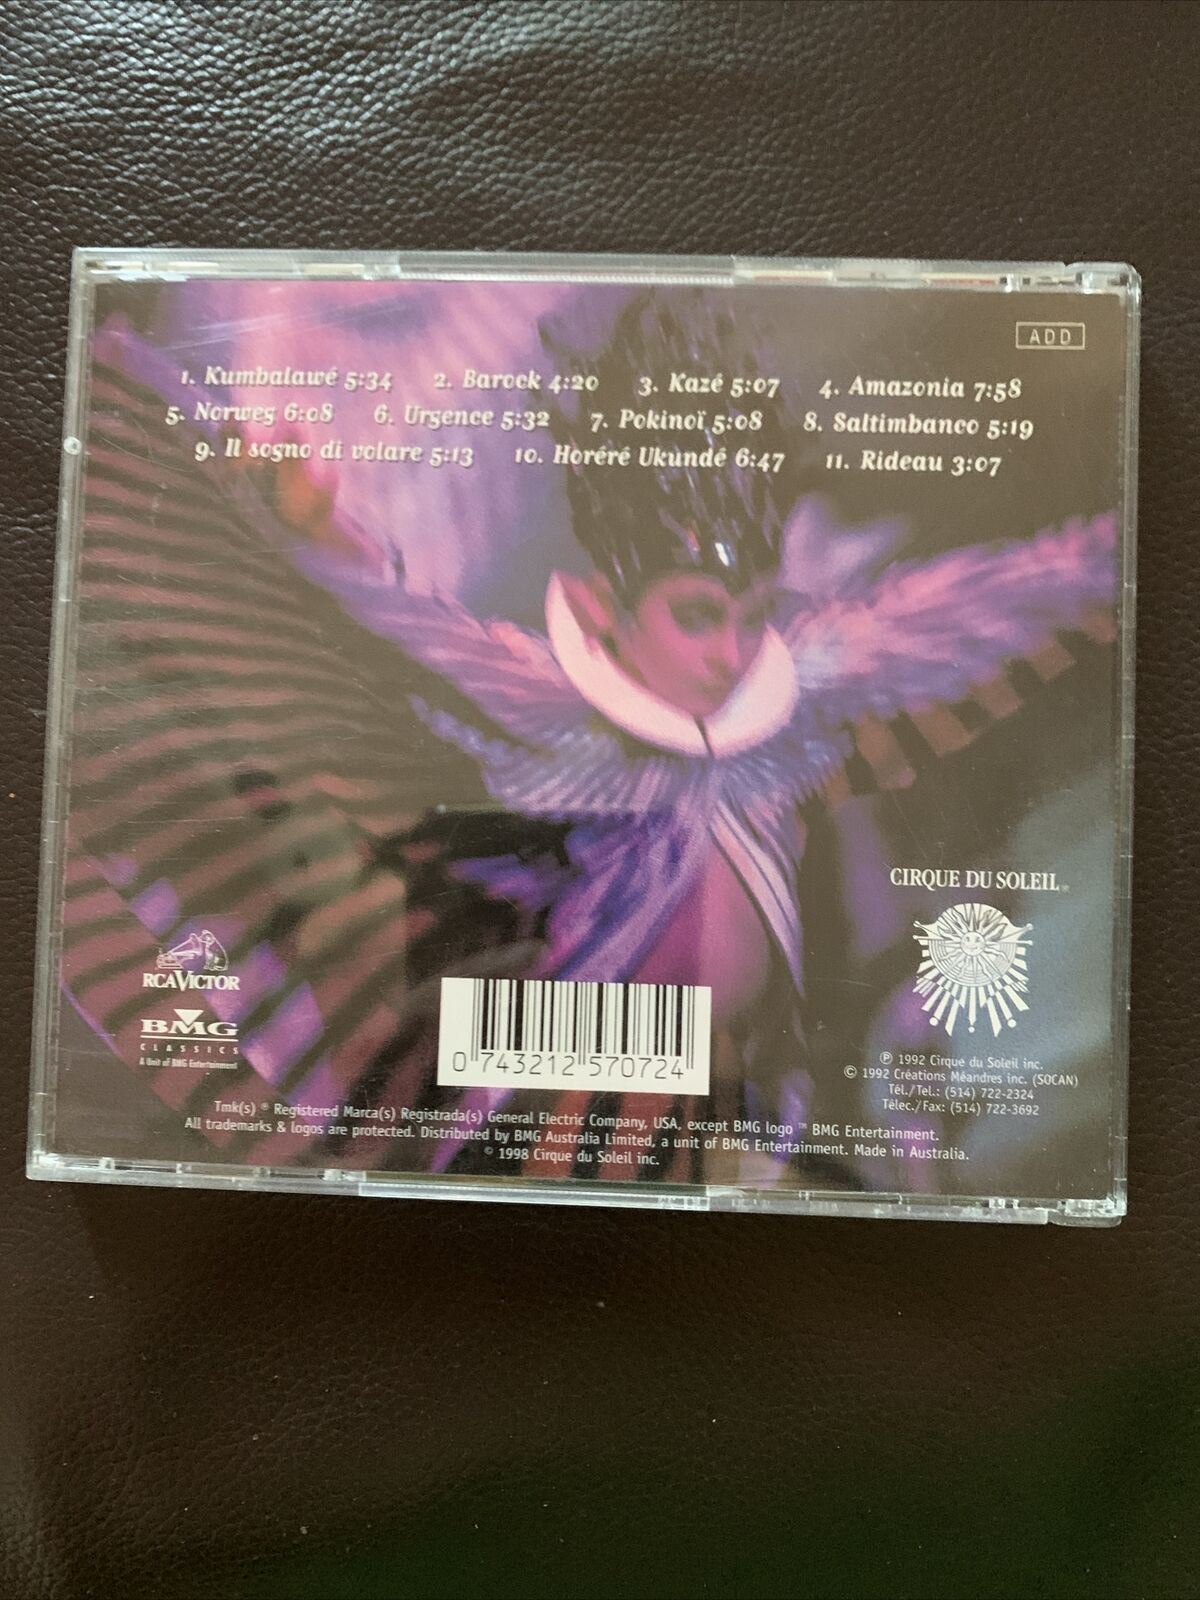 ADD
1. Kumbalawé 5:34 2. Barock 4:20 3. Kazé 5:07 4. Amazonia 7:58
5. Norweg 6:08 6. Urgence 5:32 7. Pokinoï 5:08 8. Saltimbanco 5:19
9. Il sogno di volare 5:13 10. Horéré Ukundé 6:47 11. Rideau 3:07
CIRQUE DU SOLEIL
RCA VICTOR
BMG
CLASSICS
A Unit of BMG Entertainment
0 743212 570724
℗ 1992 Cirque du Soleil inc.
© 1992 Créations Méandres inc. (SOCAN)
Tél./Tel.: (514) 722-2324
Télec./Fax: (514) 722-3692
Tmk(s) ® Registered Marca(s) Registrada(s) General Electric Company, USA, except BMG logo ™ BMG Entertainment.
All trademarks & logos are protected. Distributed by BMG Australia Limited, a unit of BMG Entertainment. Made in Australia.
© 1998 Cirque du Soleil inc.